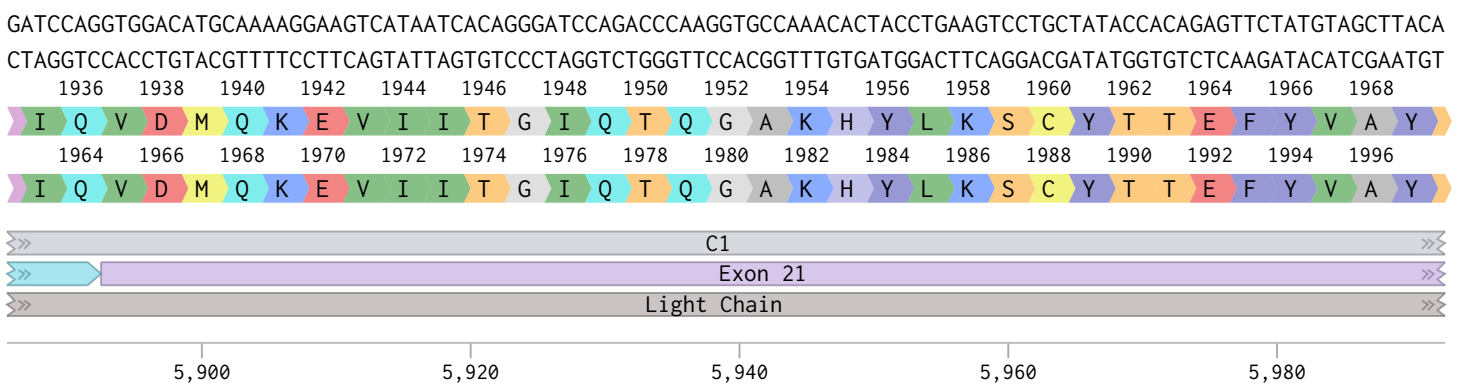 GATCCAGGTGGACATGCAAAAGGAAGTCATAATCACAGGGATCCAGACCCAAGGTGCCAAACACTACCTGAAGTCCTGCTATACCACAGAGTTCTATGTAGCTTACA
CTAGGTCCACCTGTACGTTTTCCTTCAGTATTAGTGTCCCTAGGTCTGGGTTCCACGGTTTGTGATGGACTTCAGGACGATATGGTGTCTCAAGATACATCGAATGT
1936 1938 1940 1942 1944 1946 1948 1950 1952 1954 1956 1958 1960 1962 1964 1966 1968
I Q V D M Q K E V I I T G I Q T Q G A K H Y L K S C Y T T E F Y V A Y
1964 1966 1968 1970 1972 1974 1976 1978 1980 1982 1984 1986 1988 1990 1992 1994 1996
I Q V D M Q K E V I I T G I Q T Q G A K H Y L K S C Y T T E F Y V A Y
C1
Exon 21
Light Chain
5,900 5,920 5,940 5,960 5,980